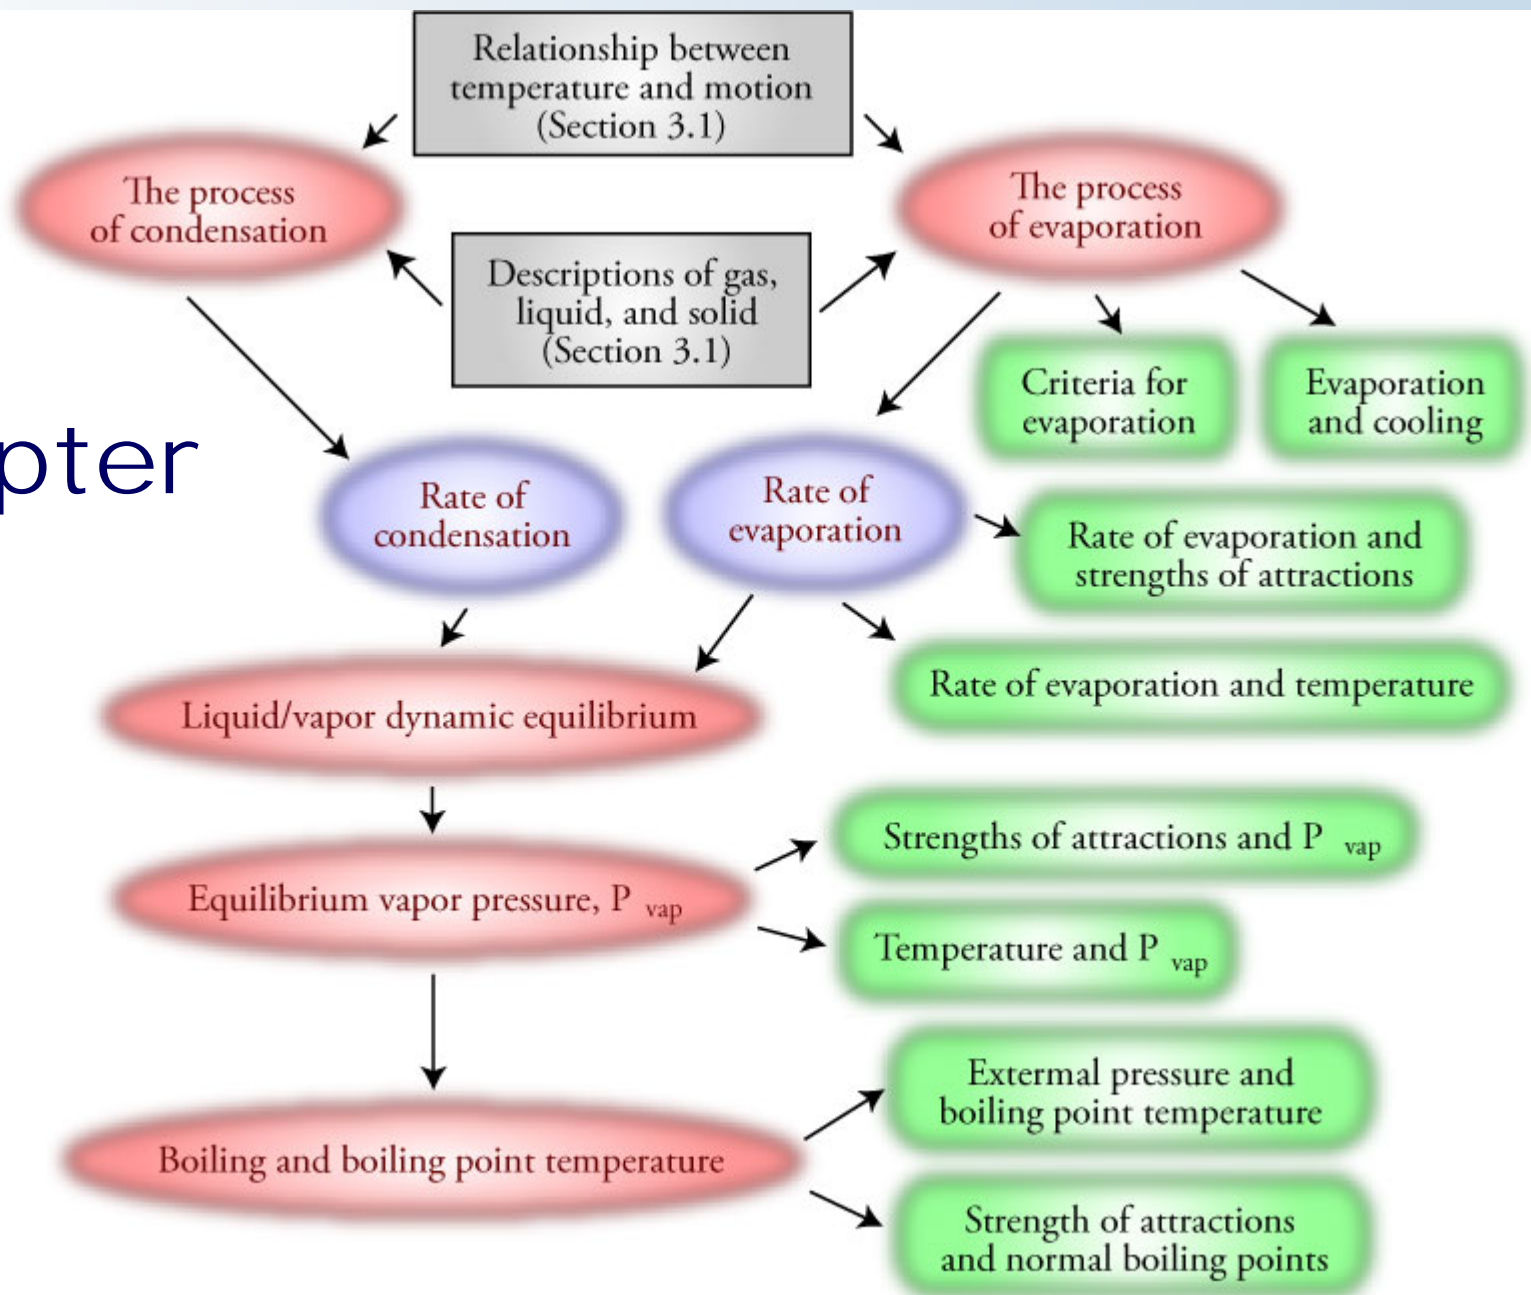 Relationship between
temperature and motion
(Section 3.1)
The process
of condensation
The process
of evaporation
Descriptions of gas,
liquid, and solid
(Section 3.1)
Criteria for
evaporation
Evaporation
and cooling
pter
Rate of
condensation
Rate of
evaporation
Rate of evaporation and
strengths of attractions
Rate of evaporation and temperature
Liquid/vapor dynamic equilibrium
Strengths of attractions and P vap
Equilibrium vapor pressure, P vap
Temperature and P vap
Extermal pressure and
boiling point temperature
Boiling and boiling point temperature
Strength of attractions
and normal boiling points